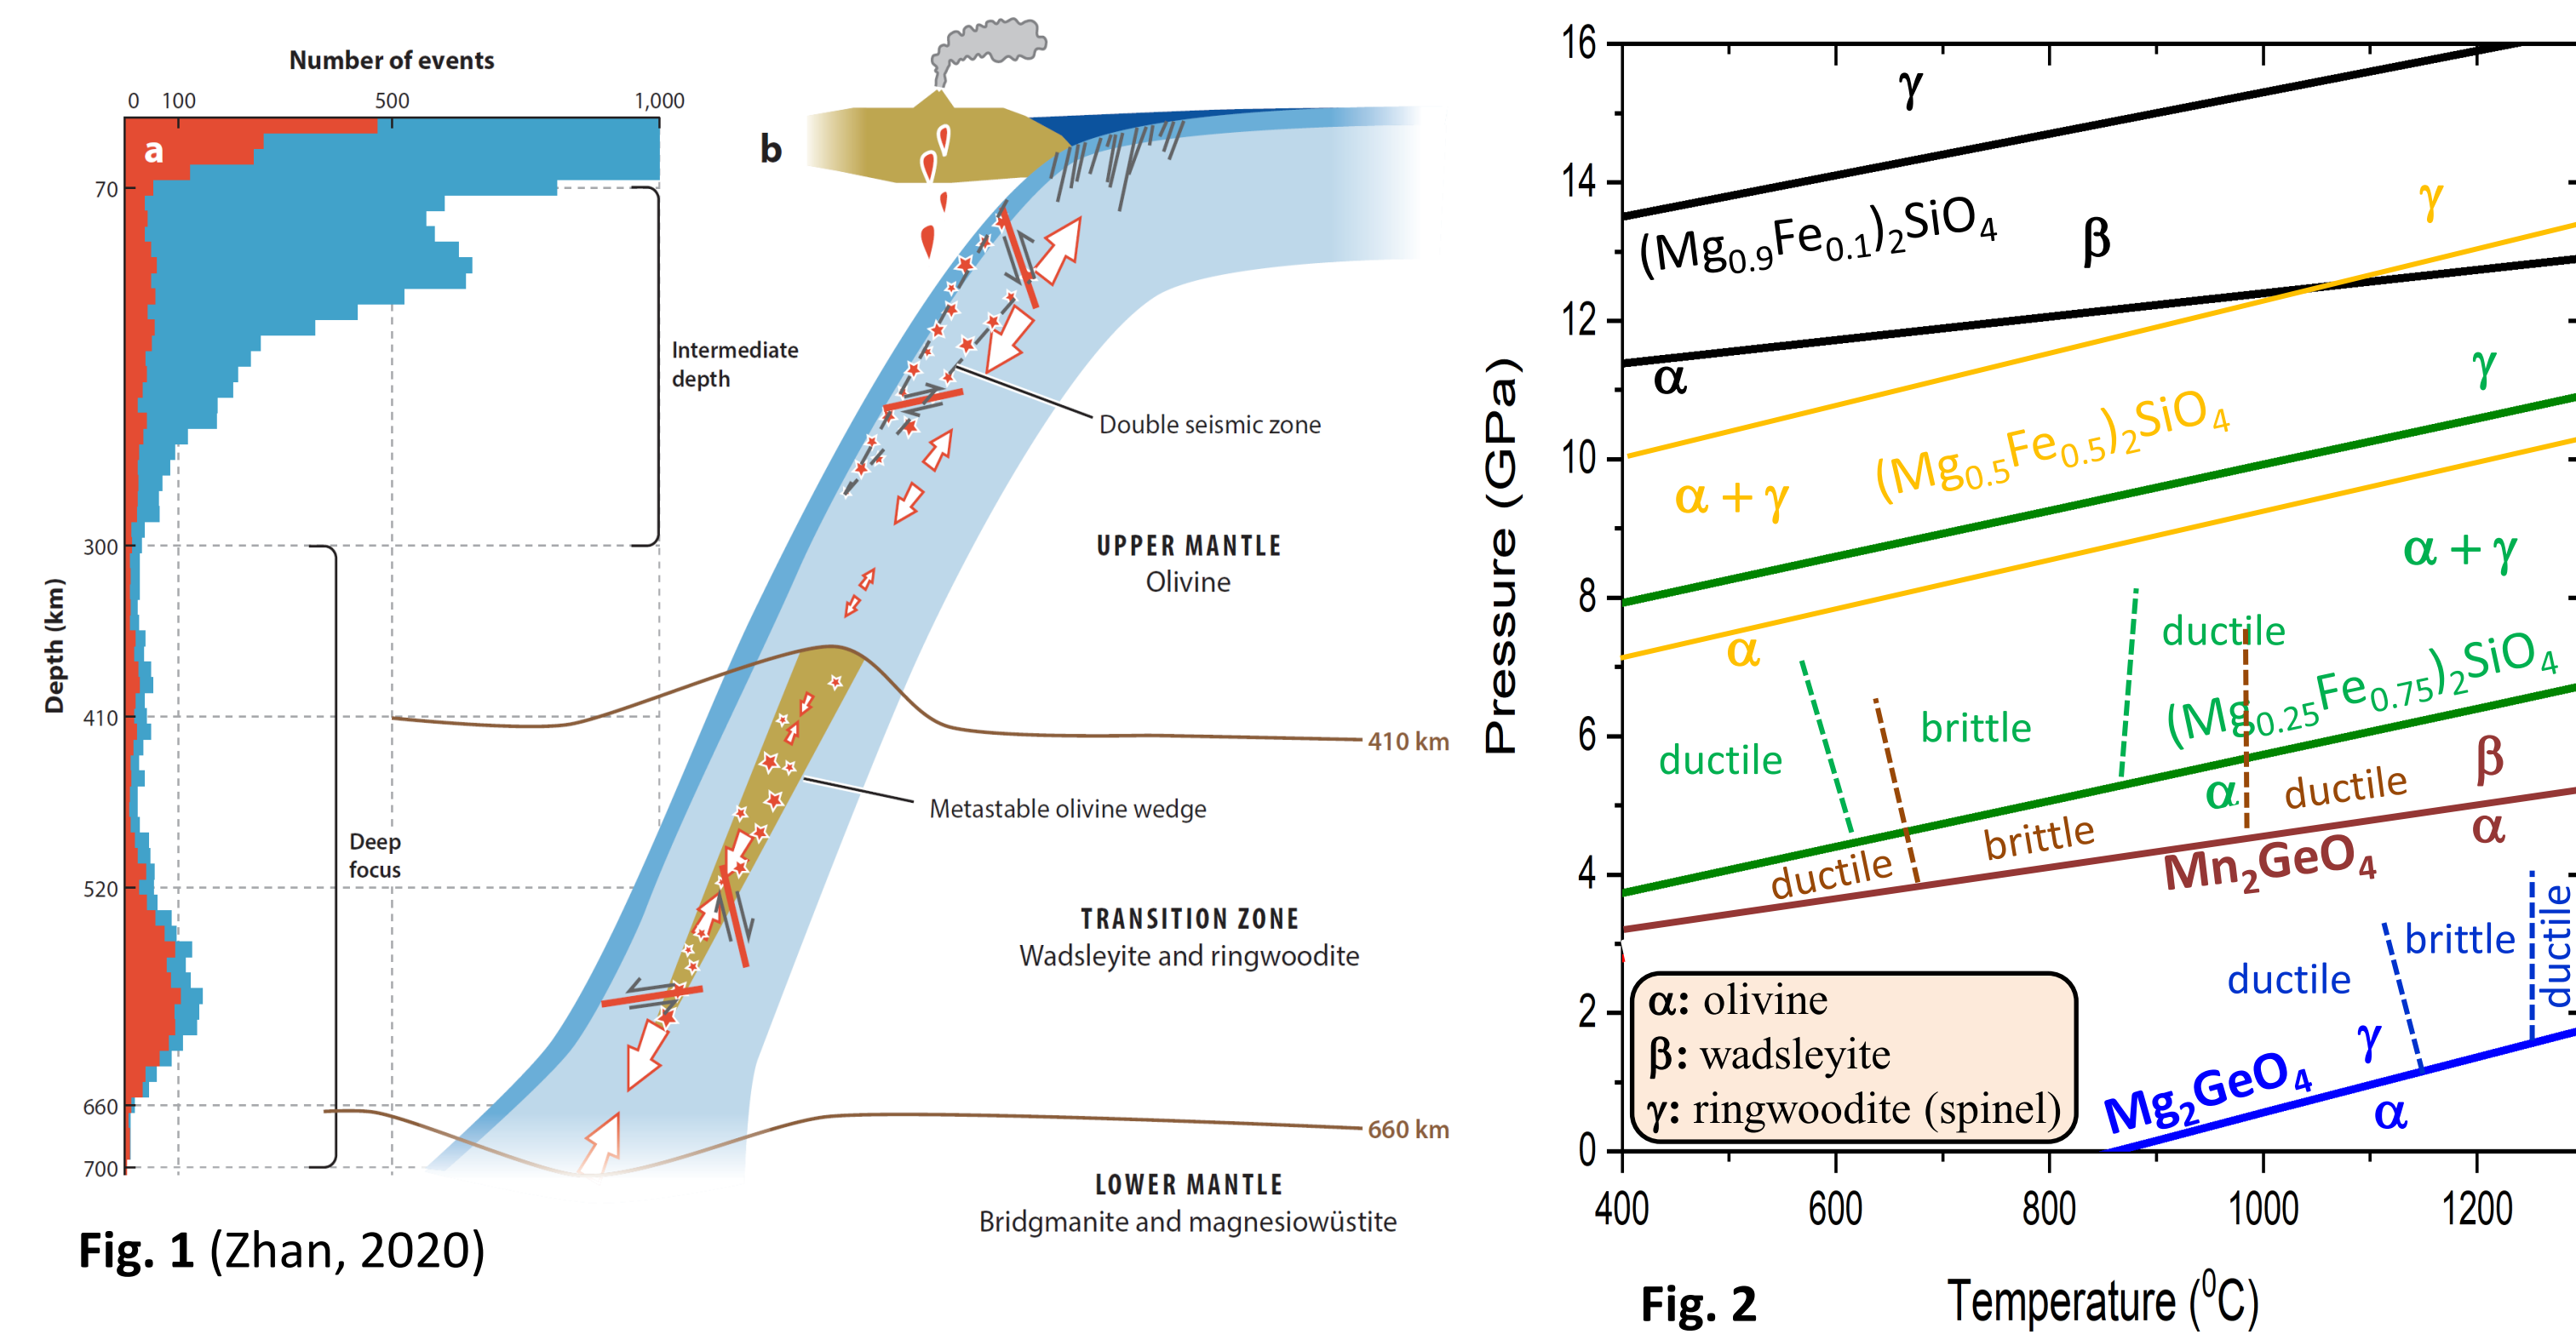 Number of events
0 100 500 1,000
a
70
300
410
520
660
700
Depth (km)
Intermediate
depth
Deep
focus
b
Double seismic zone
UPPER MANTLE
Olivine
410 km
Metastable olivine wedge
TRANSITION ZONE
Wadsleyite and ringwoodite
660 km
LOWER MANTLE
Bridgmanite and magnesiowüstite
Fig. 1 (Zhan, 2020)
16
14
12
10
8
6
4
2
0
Pressure (GPa)
γ
(Mg0.9Fe0.1)2SiO4
β
α
γ
(Mg0.5Fe0.5)2SiO4
α + γ
α
γ
α + γ
ductile
(Mg0.25Fe0.75)2SiO4
brittle
ductile
α
β
ductile
brittle
ductile
α
Mn2GeO4
ductile
brittle
ductile
γ
Mg2GeO4
α
α: olivine
β: wadsleyite
γ: ringwoodite (spinel)
400 600 800 1000 1200
Temperature (⁰C)
Fig. 2